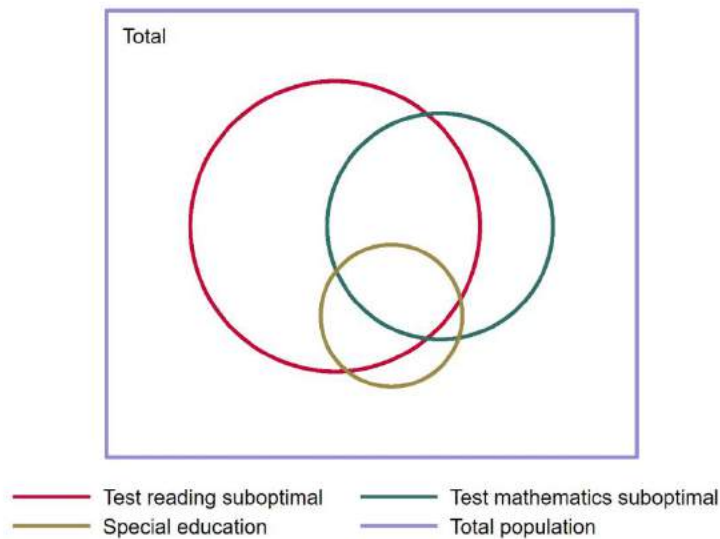 Total
Test reading suboptimal
Test mathematics suboptimal
Special education
Total population